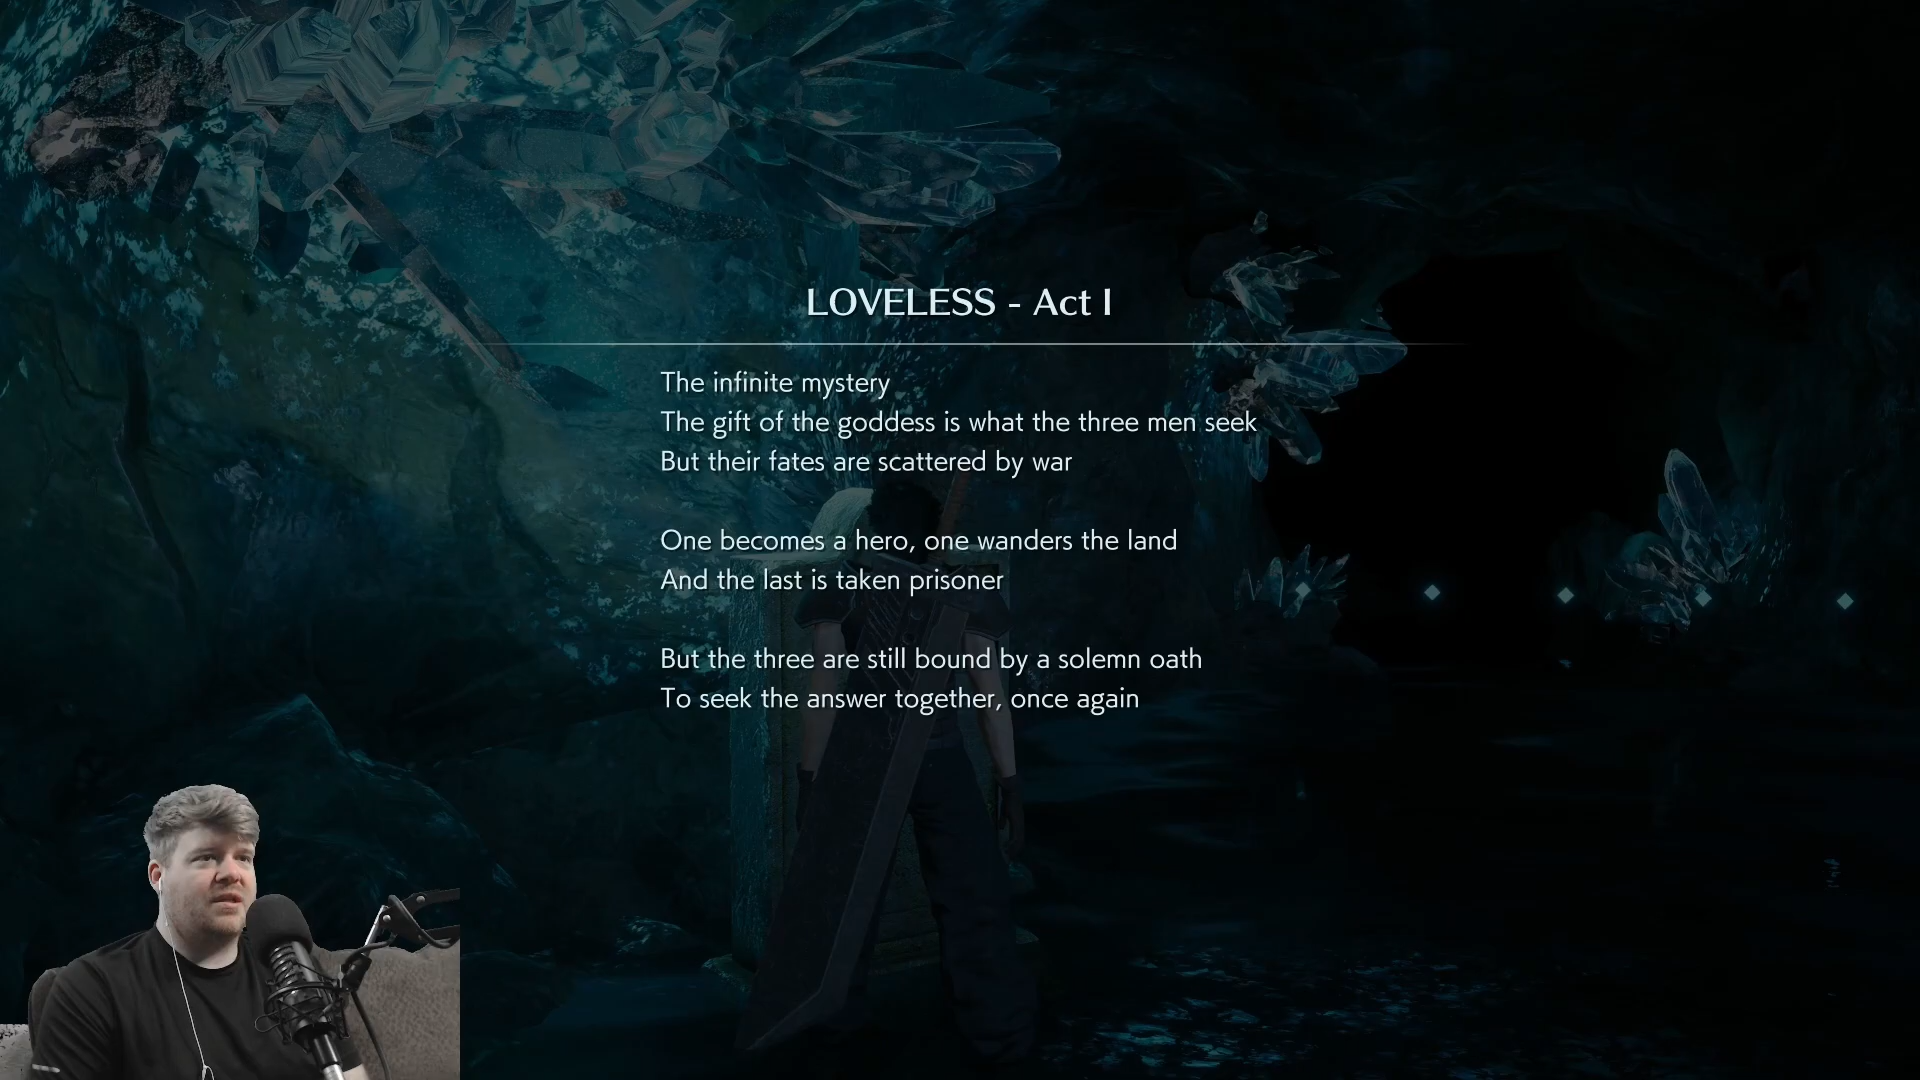 LOVELESS - Act I
The infinite mystery
The gift of the goddess is what the three men seek
But their fates are scattered by war
One becomes a hero, one wanders the land
And the last is taken prisoner
But the three are still bound by a solemn oath
To seek the answer together, once again